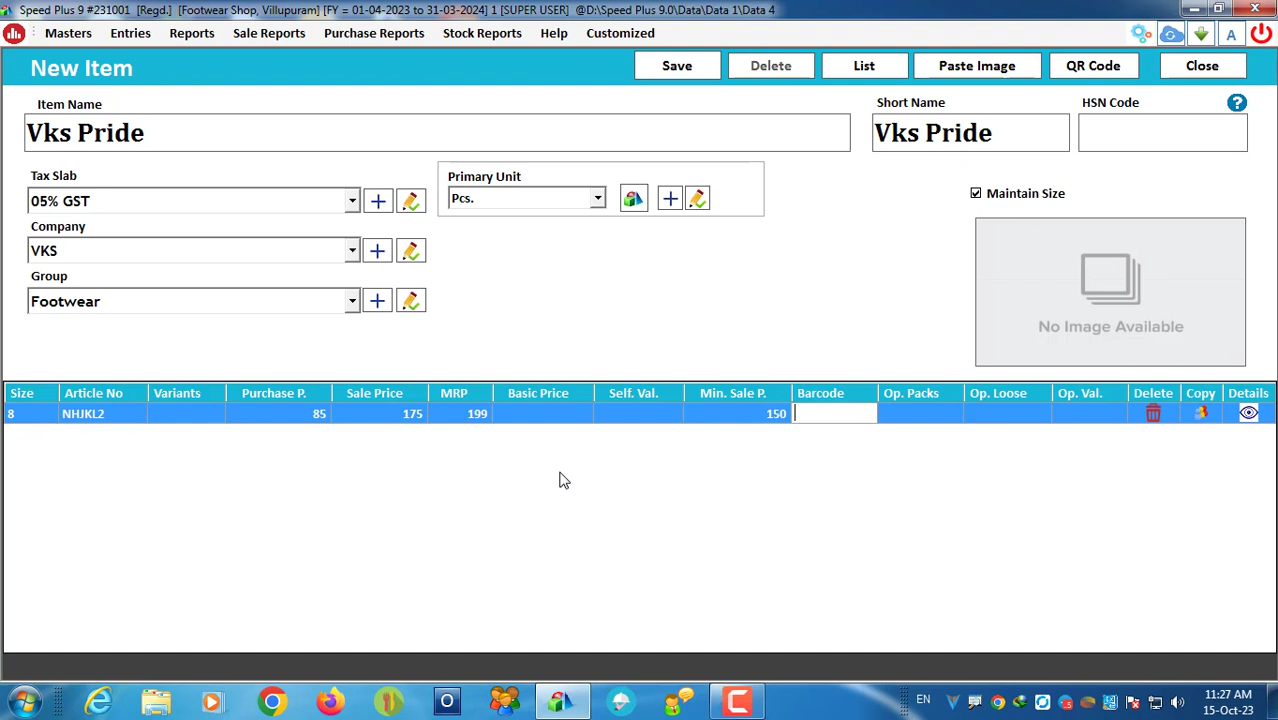 Speed Plus 9 #231001 [Regd.] [Footwear Shop, Villupuram] [FY = 01-04-2023 to 31-03-2024] 1 [SUPER USER] @D:\Speed Plus 9.0\Data\Data 1\Data 4
Masters Entries Reports Sale Reports Purchase Reports Stock Reports Help Customized A
New Item Save Delete List Paste Image QR Code Close
Item Name Short Name HSN Code ?
Vks Pride Vks Pride
Tax Slab Primary Unit
05% GST Pcs. Maintain Size
Company
VKS
Group
Footwear
No Image Available
Size Article No Variants Purchase P. Sale Price MRP Basic Price Self. Val. Min. Sale P. Barcode Op. Packs Op. Loose Op. Val. Delete Copy Details
8 NHJKL2 85 175 199 150
EN 11:27 AM
15-Oct-23